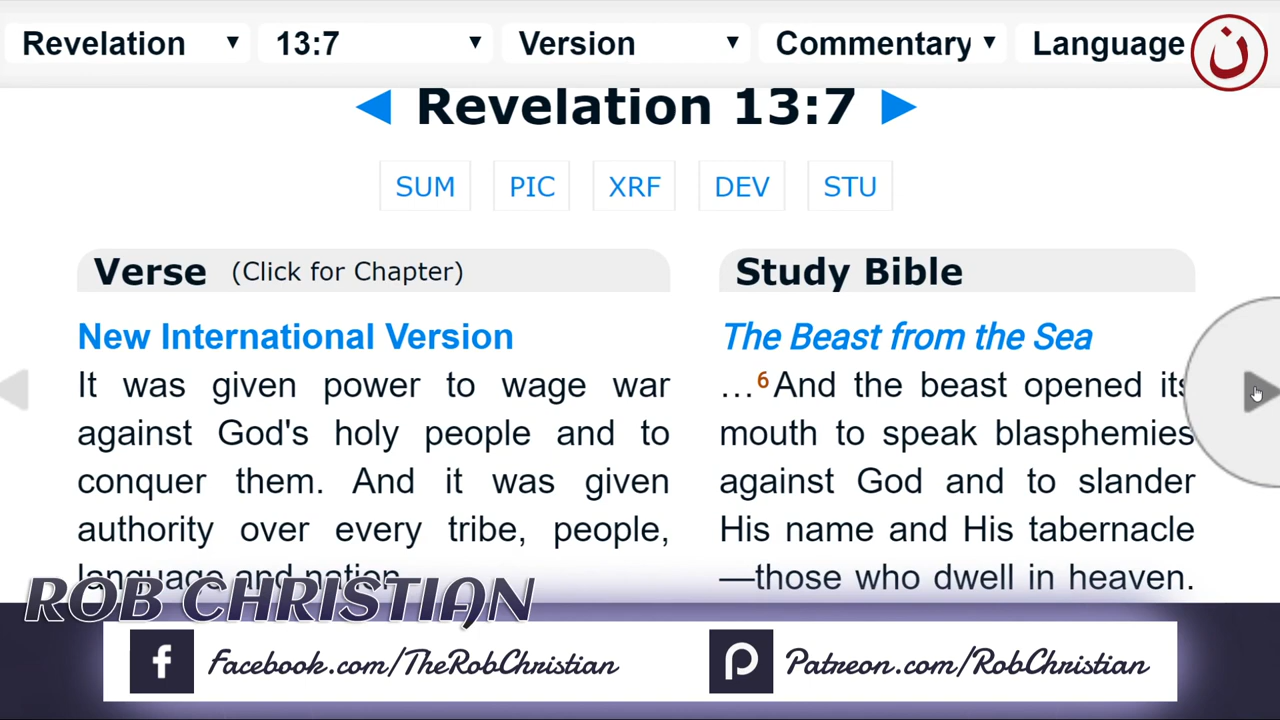 Revelation ▼ 13:7 ▼ Version ▼ Commentary ▼ Language
ن
◀ Revelation 13:7 ▶
SUM PIC XRF DEV STU
Verse (Click for Chapter)
New International Version
It was given power to wage war
against God's holy people and to
conquer them. And it was given
authority over every tribe, people,
language and nation.
Study Bible
The Beast from the Sea
…6And the beast opened its
mouth to speak blasphemies
against God and to slander
His name and His tabernacle
—those who dwell in heaven.
ROB CHRISTIAN
f Facebook.com/TheRobChristian
Patreon.com/RobChristian